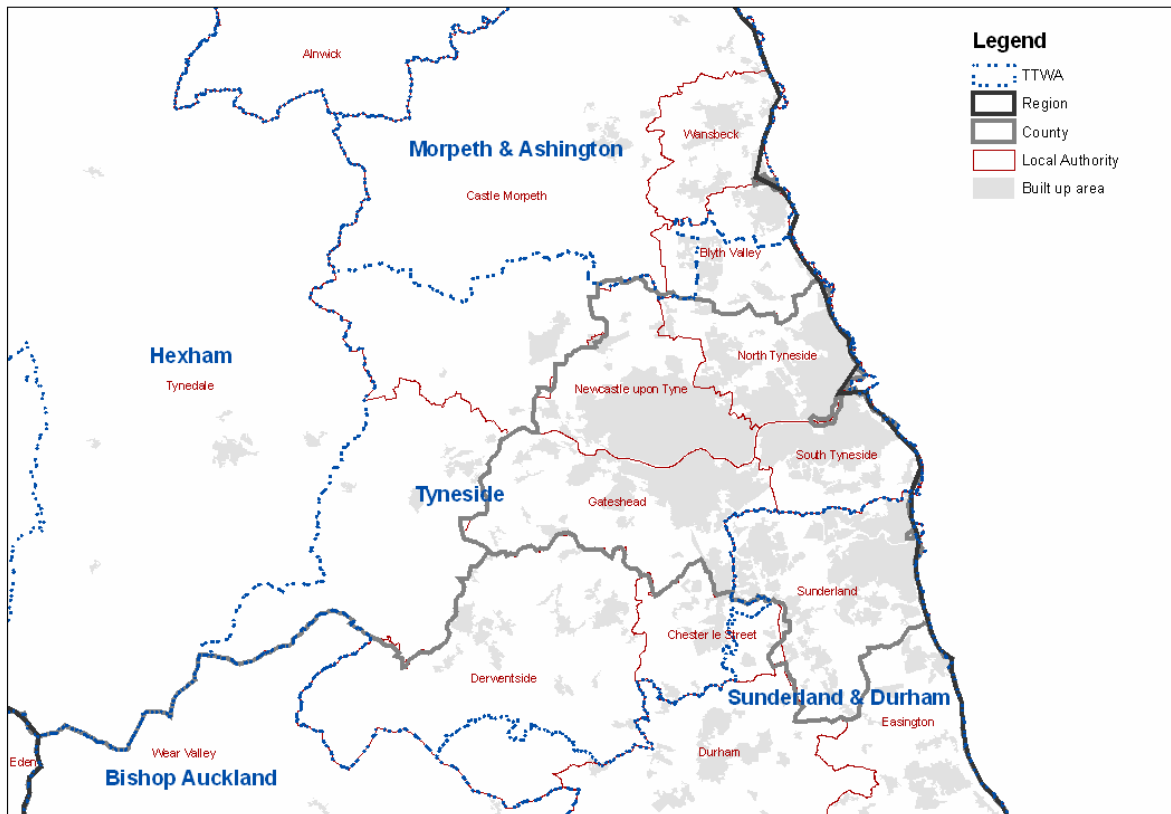 Legend
TTWA
Region
County
Local Authority
Built up area
Alnwick
Wansbeck
Morpeth & Ashington
Castle Morpeth
Blyth Valley
Hexham
Tynedale
North Tyneside
Newcastle upon Tyne
South Tyneside
Tyneside
Gateshead
Sunderland
Chester le Street
Derwentside
Sunderland & Durham
Easington
Durham
Wear Valley
Eden
Bishop Auckland